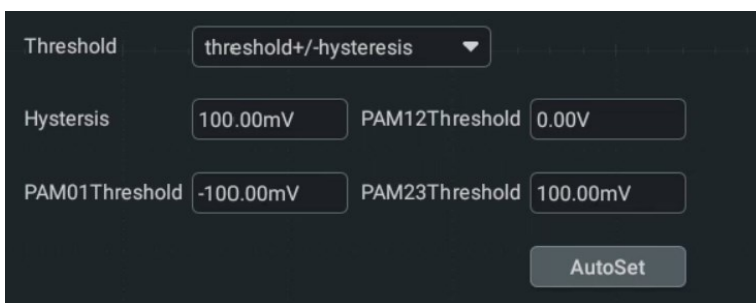 Threshold threshold+/-hysteresis
Hystersis 100.00mV PAM12Threshold 0.00V
PAM01Threshold -100.00mV PAM23Threshold 100.00mV
AutoSet